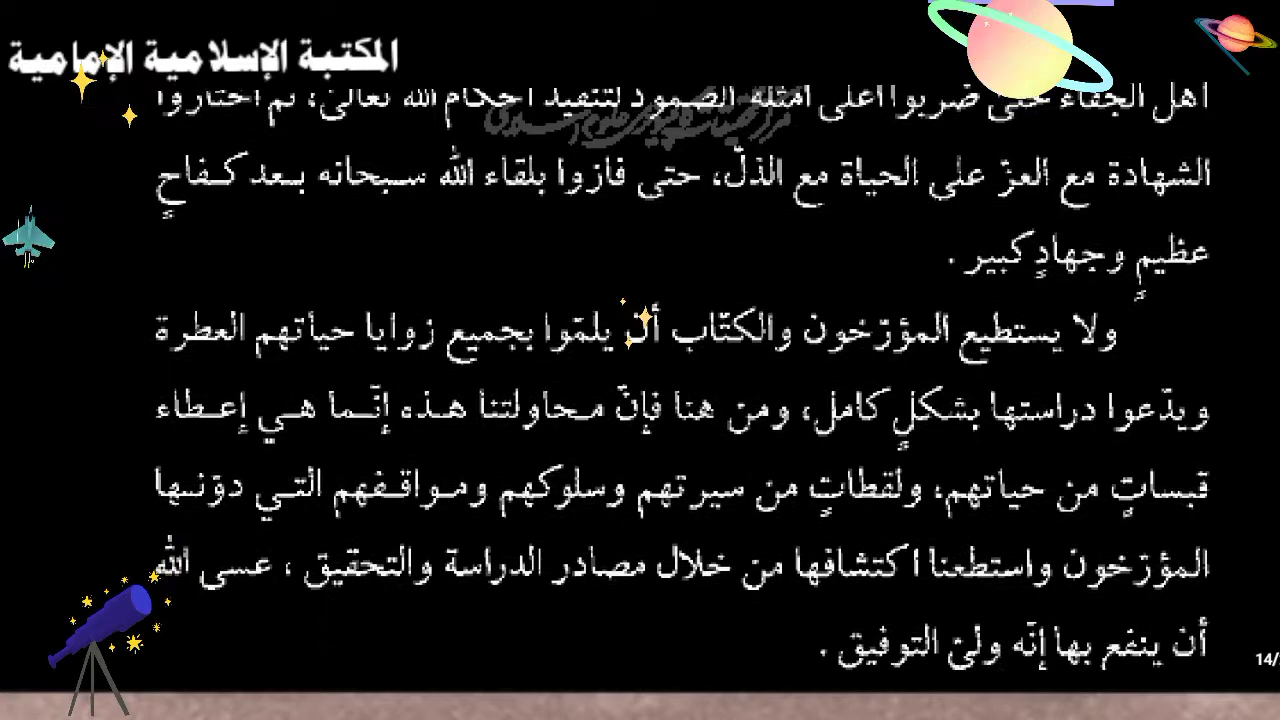 المكتبة الإسلامية الإمامية
أهل الجفاء حتى ضربوا أعلى أمثلة الصمود لتنفيذ أحكام الله تعالىٰ، ثم اختاروا
الشهادة مع العزّ على الحياة مع الذلّ، حتى فازوا بلقاء الله سبحانه بعد كفاحٍ
عظيمٍ وجهادٍ كبير .
ولا يستطيع المؤرّخون والكتّاب أن يلمّوا بجميع زوايا حياتهم العطرة
ويدّعوا دراستها بشكلٍ كامل، ومن هنا فإنّ محاولتنا هذه إنّما هي إعطاء
قبساتٍ من حياتهم، ولقطاتٍ من سيرتهم وسلوكهم ومواقفهم التي دوّنها
المؤرّخون واستطعنا اكتشافها من خلال مصادر الدراسة والتحقيق ، عسى الله
أن ينفع بها إنّه وليّ التوفيق .
14/